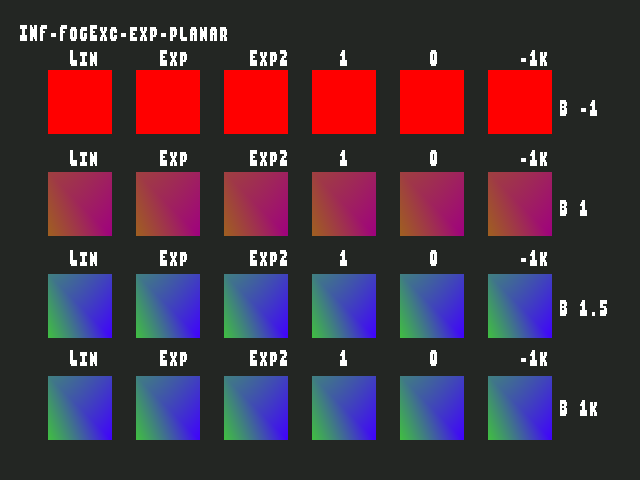 INF-FOGEXC-EXP-PLANAR
LIN EXP EXP2 1 0 -1K
B -1
LIN EXP EXP2 1 0 -1K
B 1
LIN EXP EXP2 1 0 -1K
B 1.5
LIN EXP EXP2 1 0 -1K
B 1K